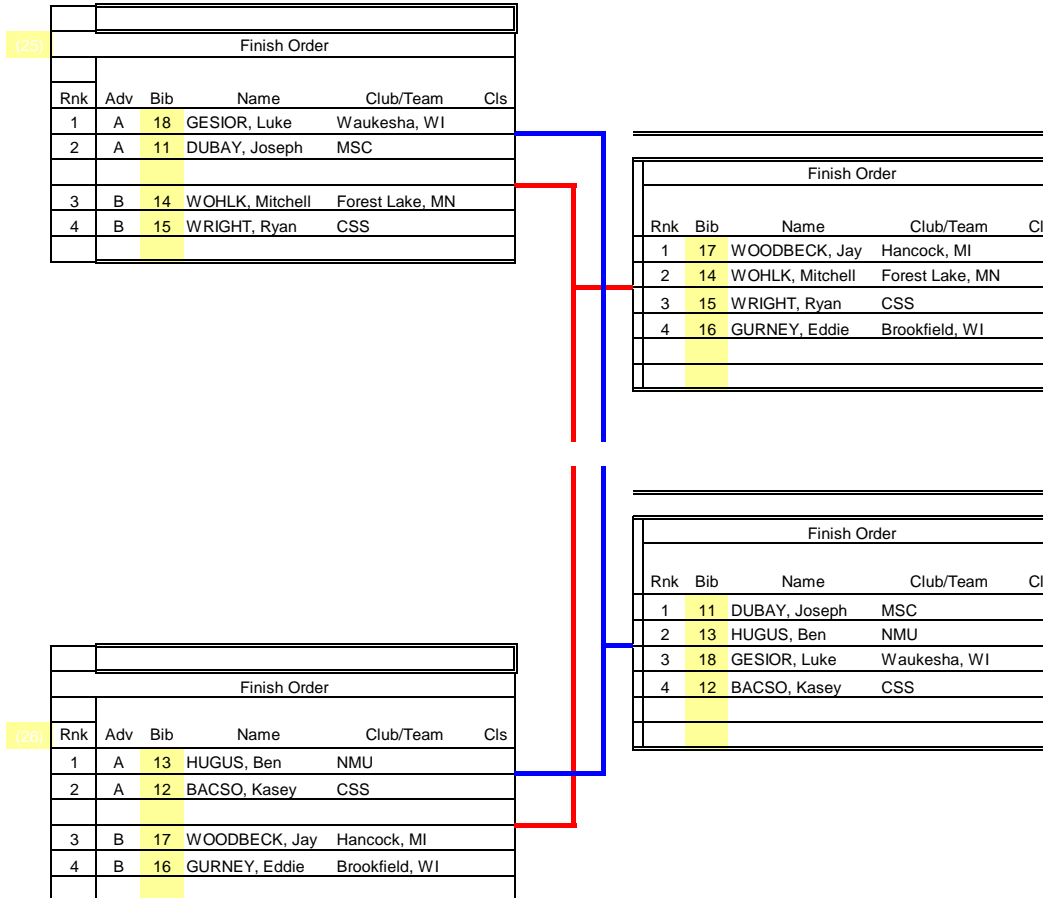 (25)
Finish Order
Rnk Adv Bib Name Club/Team Cls
1 A 18 GESIOR, Luke Waukesha, WI
2 A 11 DUBAY, Joseph MSC
3 B 14 WOHLK, Mitchell Forest Lake, MN
4 B 15 WRIGHT, Ryan CSS
Finish Order
Rnk Bib Name Club/Team Cl
1 17 WOODBECK, Jay Hancock, MI
2 14 WOHLK, Mitchell Forest Lake, MN
3 15 WRIGHT, Ryan CSS
4 16 GURNEY, Eddie Brookfield, WI
Finish Order
Rnk Bib Name Club/Team Cl
1 11 DUBAY, Joseph MSC
2 13 HUGUS, Ben NMU
3 18 GESIOR, Luke Waukesha, WI
4 12 BACSO, Kasey CSS
Finish Order
(26)
Rnk Adv Bib Name Club/Team Cls
1 A 13 HUGUS, Ben NMU
2 A 12 BACSO, Kasey CSS
3 B 17 WOODBECK, Jay Hancock, MI
4 B 16 GURNEY, Eddie Brookfield, WI